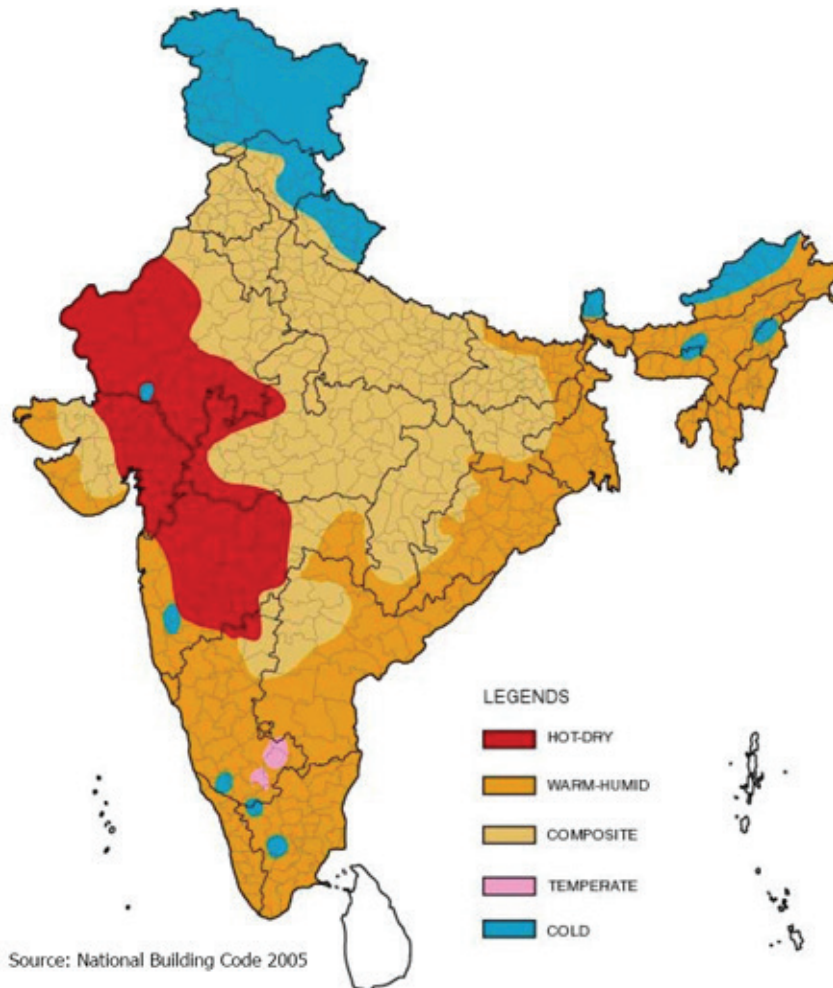 LEGENDS
HOT-DRY
WARM-HUMID
COMPOSITE
TEMPERATE
COLD
Source: National Building Code 2005